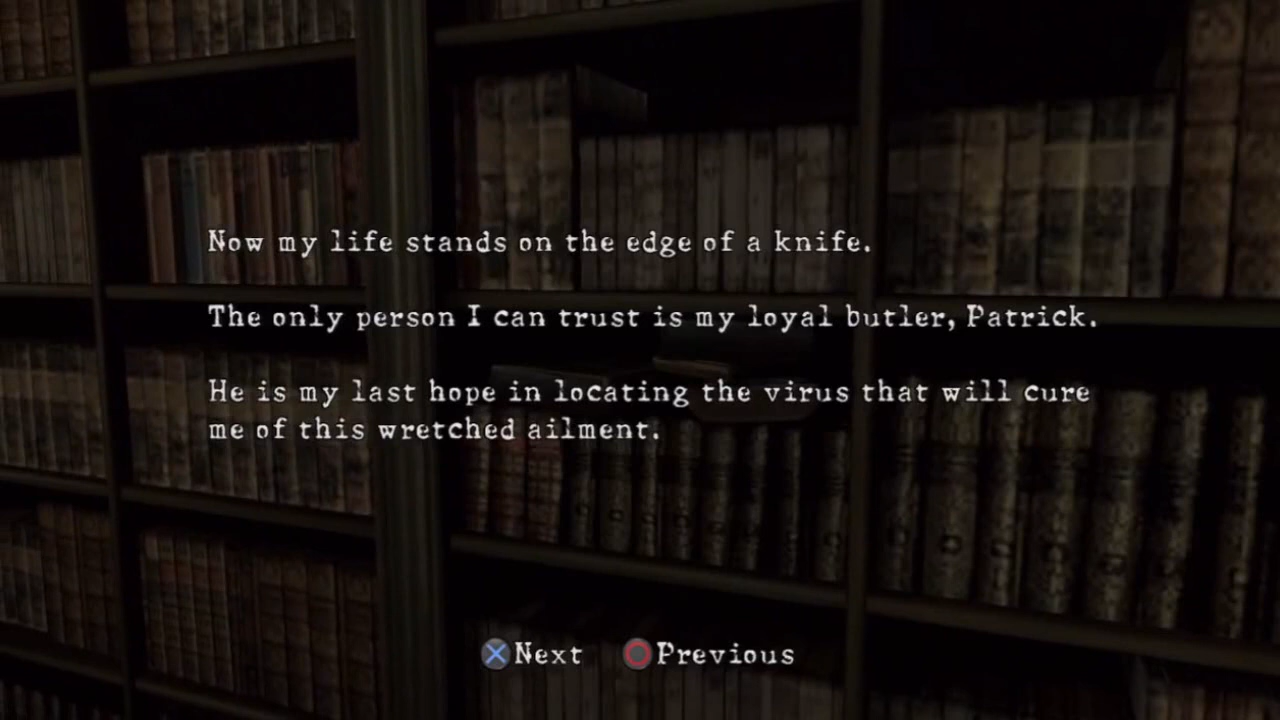 Now my life stands on the edge of a knife.
The only person I can trust is my loyal butler, Patrick.
He is my last hope in locating the virus that will cure
me of this wretched ailment.
Next Previous